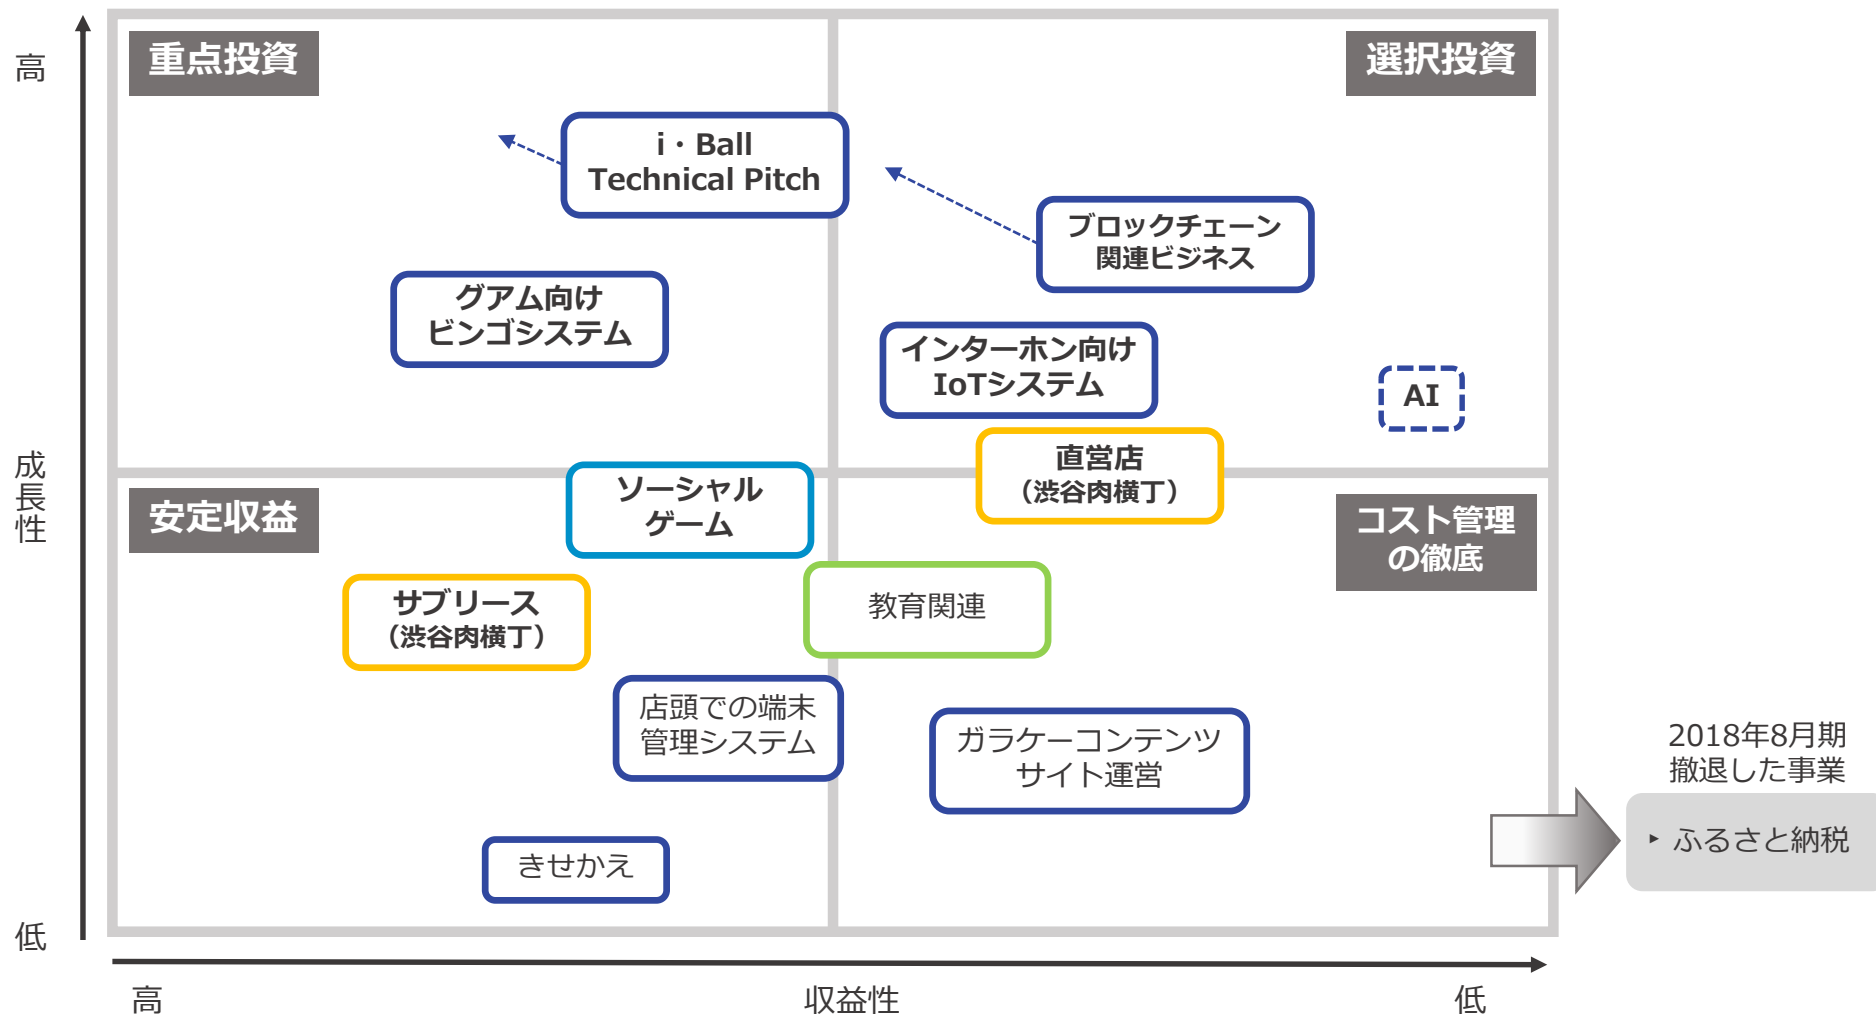 高
重点投資
選択投資
i・Ball
Technical Pitch
ブロックチェーン
関連ビジネス
グアム向け
ビンゴシステム
インターホン向け
IoTシステム
AI
成長性
直営店
（渋谷肉横丁）
ソーシャル
ゲーム
安定収益
コスト管理
の徹底
サブリース
（渋谷肉横丁）
教育関連
店頭での端末
管理システム
ガラケーコンテンツ
サイト運営
2018年8月期
撤退した事業
‣ ふるさと納税
きせかえ
低
高
収益性
低